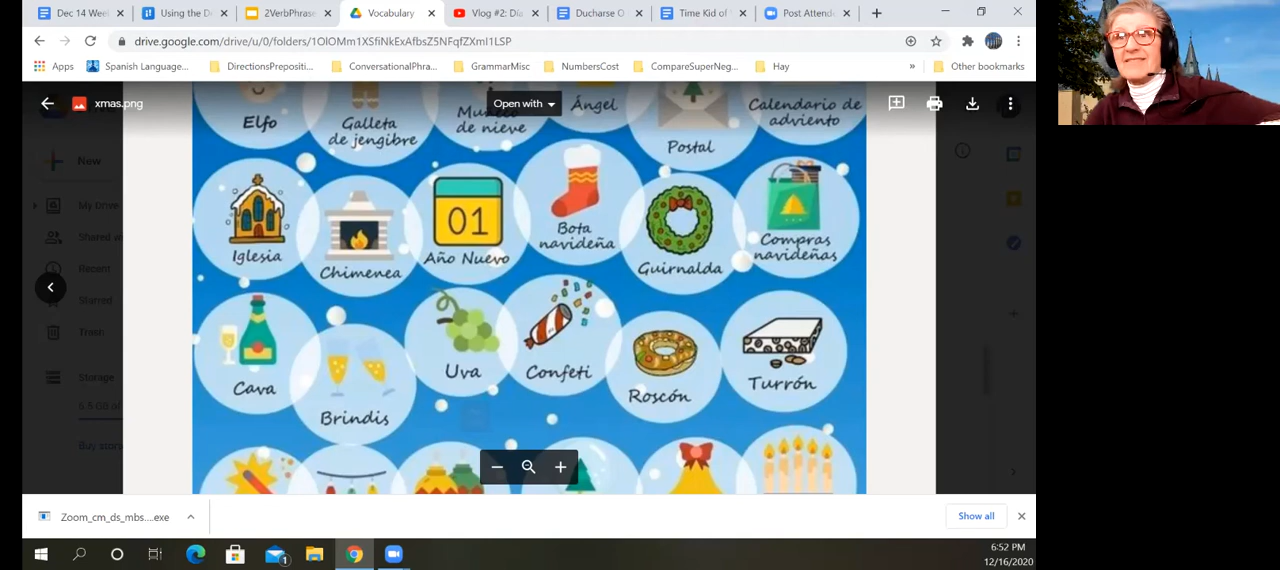 Dec 14 Wee
Using the D
2VerbPhrase
Vocabulary
Vlog #2: Dia
Ducharse O
Time Kid of
Post Attend
drive.google.com/drive/u/0/folders/1OlOMm1XSfiNkExAfbsZ5NFqfZXmI1LSP
Apps
Spanish Language...
DirectionsPrepositi...
ConversationalPhra...
GrammarMisc
NumbersCost
CompareSuperNeg...
Hay
»
Other bookmarks
xmas.png
Open with
Elfo
Galleta
de jengibre
de nieve
Ángel
Postal
Calendario de
adviento
New
My Drive
Shared
Recent
Starred
Trash
Storage
Iglesia
Chimenea
01
Año Nuevo
Bota
navideña
Guirnalda
Compras
navideñas
Cava
Brindis
Uva
Confeti
Roscón
Turrón
Zoom_cm_ds_mbs....exe
Show all
1
6:52 PM
12/16/2020